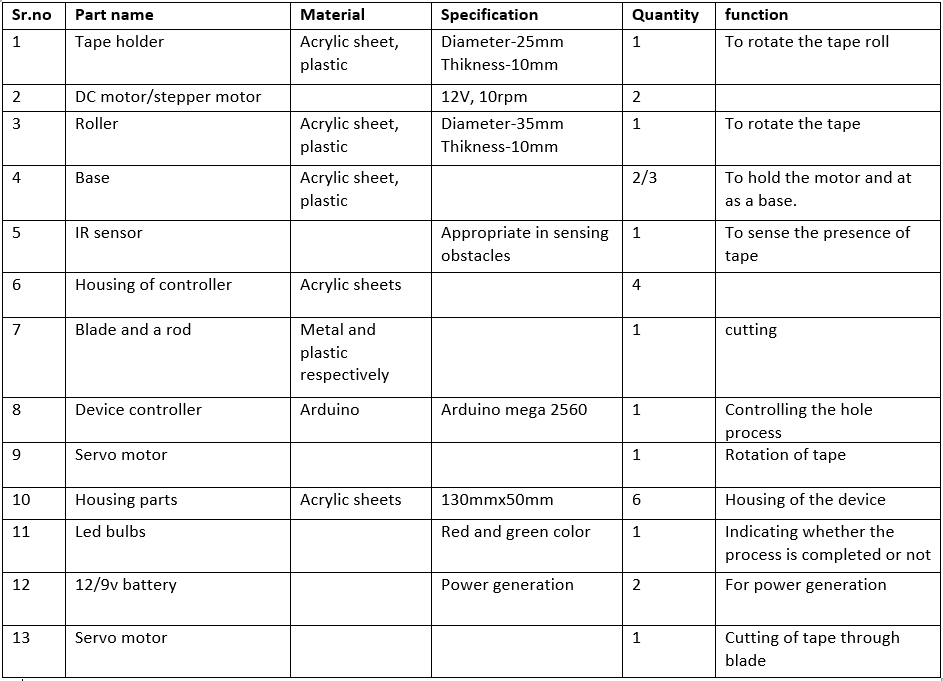 Sr.no Part name Material Specification Quantity function
1 Tape holder Acrylic sheet, Diameter-25mm 1 To rotate the tape roll
plastic Thikness-10mm
2 DC motor/stepper motor 12V, 10rpm 2
3 Roller Acrylic sheet, Diameter-35mm 1 To rotate the tape
plastic Thikness-10mm
4 Base Acrylic sheet, 2/3 To hold the motor and at
plastic as a base.
5 IR sensor Appropriate in sensing 1 To sense the presence of
obstacles tape
6 Housing of controller Acrylic sheets 4
7 Blade and a rod Metal and 1 cutting
plastic
respectively
8 Device controller Arduino Arduino mega 2560 1 Controlling the hole
process
9 Servo motor 1 Rotation of tape
10 Housing parts Acrylic sheets 130mmx50mm 6 Housing of the device
11 Led bulbs Red and green color 1 Indicating whether the
process is completed or not
12 12/9v battery Power generation 2 For power generation
13 Servo motor 1 Cutting of tape through
blade